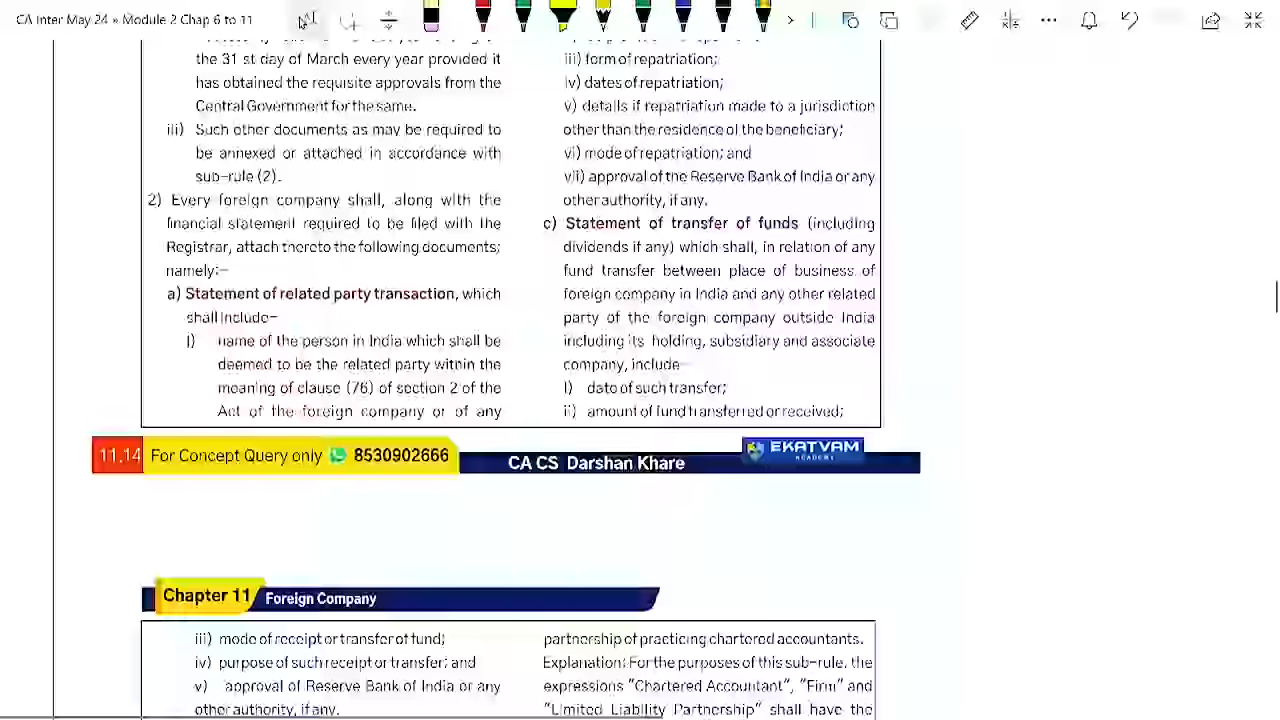 CA Inter May 24 » Module 2 Chap 6 to 11
the 31 st day of March every year provided it
has obtained the requisite approvals from the
Central Government for the same.
iii) Such other documents as may be required to
be annexed or attached in accordance with
sub-rule (2).
2) Every foreign company shall, along with the
financial statement required to be filed with the
Registrar, attach thereto the following documents;
namely:-
a) Statement of related party transaction, which
shall include-
i) name of the person in India which shall be
deemed to be the related party within the
meaning of clause (76) of section 2 of the
Act of the foreign company or of any
iii) form of repatriation;
iv) dates of repatriation;
v) details if repatriation made to a jurisdiction
other than the residence of the beneficiary;
vi) mode of repatriation; and
vii) approval of the Reserve Bank of India or any
other authority, if any.
c) Statement of transfer of funds (including
dividends if any) which shall, in relation of any
fund transfer between place of business of
foreign company in India and any other related
party of the foreign company outside India
including its holding, subsidiary and associate
company, include-
i) date of such transfer;
ii) amount of fund transferred or received;
11.14 For Concept Query only 8530902666
CA CS Darshan Khare
EKATVAM
ACADEMY
Chapter 11 Foreign Company
iii) mode of receipt or transfer of fund;
iv) purpose of such receipt or transfer; and
v) approval of Reserve Bank of India or any
other authority, if any.
partnership of practicing chartered accountants.
Explanation: For the purposes of this sub-rule, the
expressions "Chartered Accountant", "Firm" and
"Limited Liability Partnership" shall have the